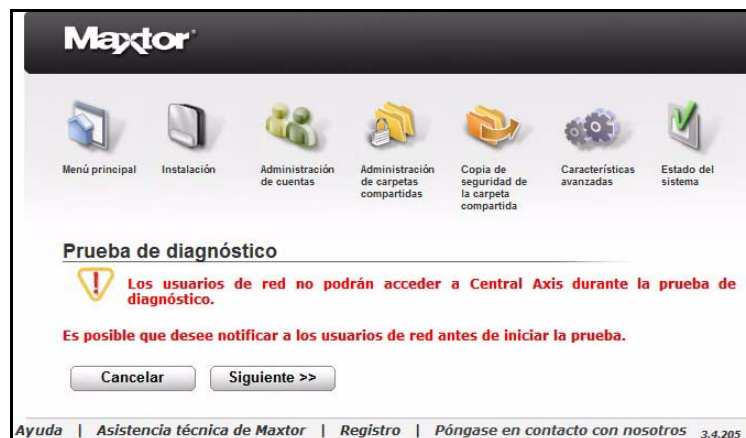 Maxtor
Menú principal
Instalación
Administración
de cuentas
Administración
de carpetas
compartidas
Copia de
seguridad de
la carpeta
compartida
Características
avanzadas
Estado del
sistema
Prueba de diagnóstico
Los usuarios de red no podrán acceder a Central Axis durante la prueba de
diagnóstico.
Es posible que desee notificar a los usuarios de red antes de iniciar la prueba.
Cancelar
Siguiente >>
Ayuda | Asistencia técnica de Maxtor | Registro | Póngase en contacto con nosotros 3.4.205